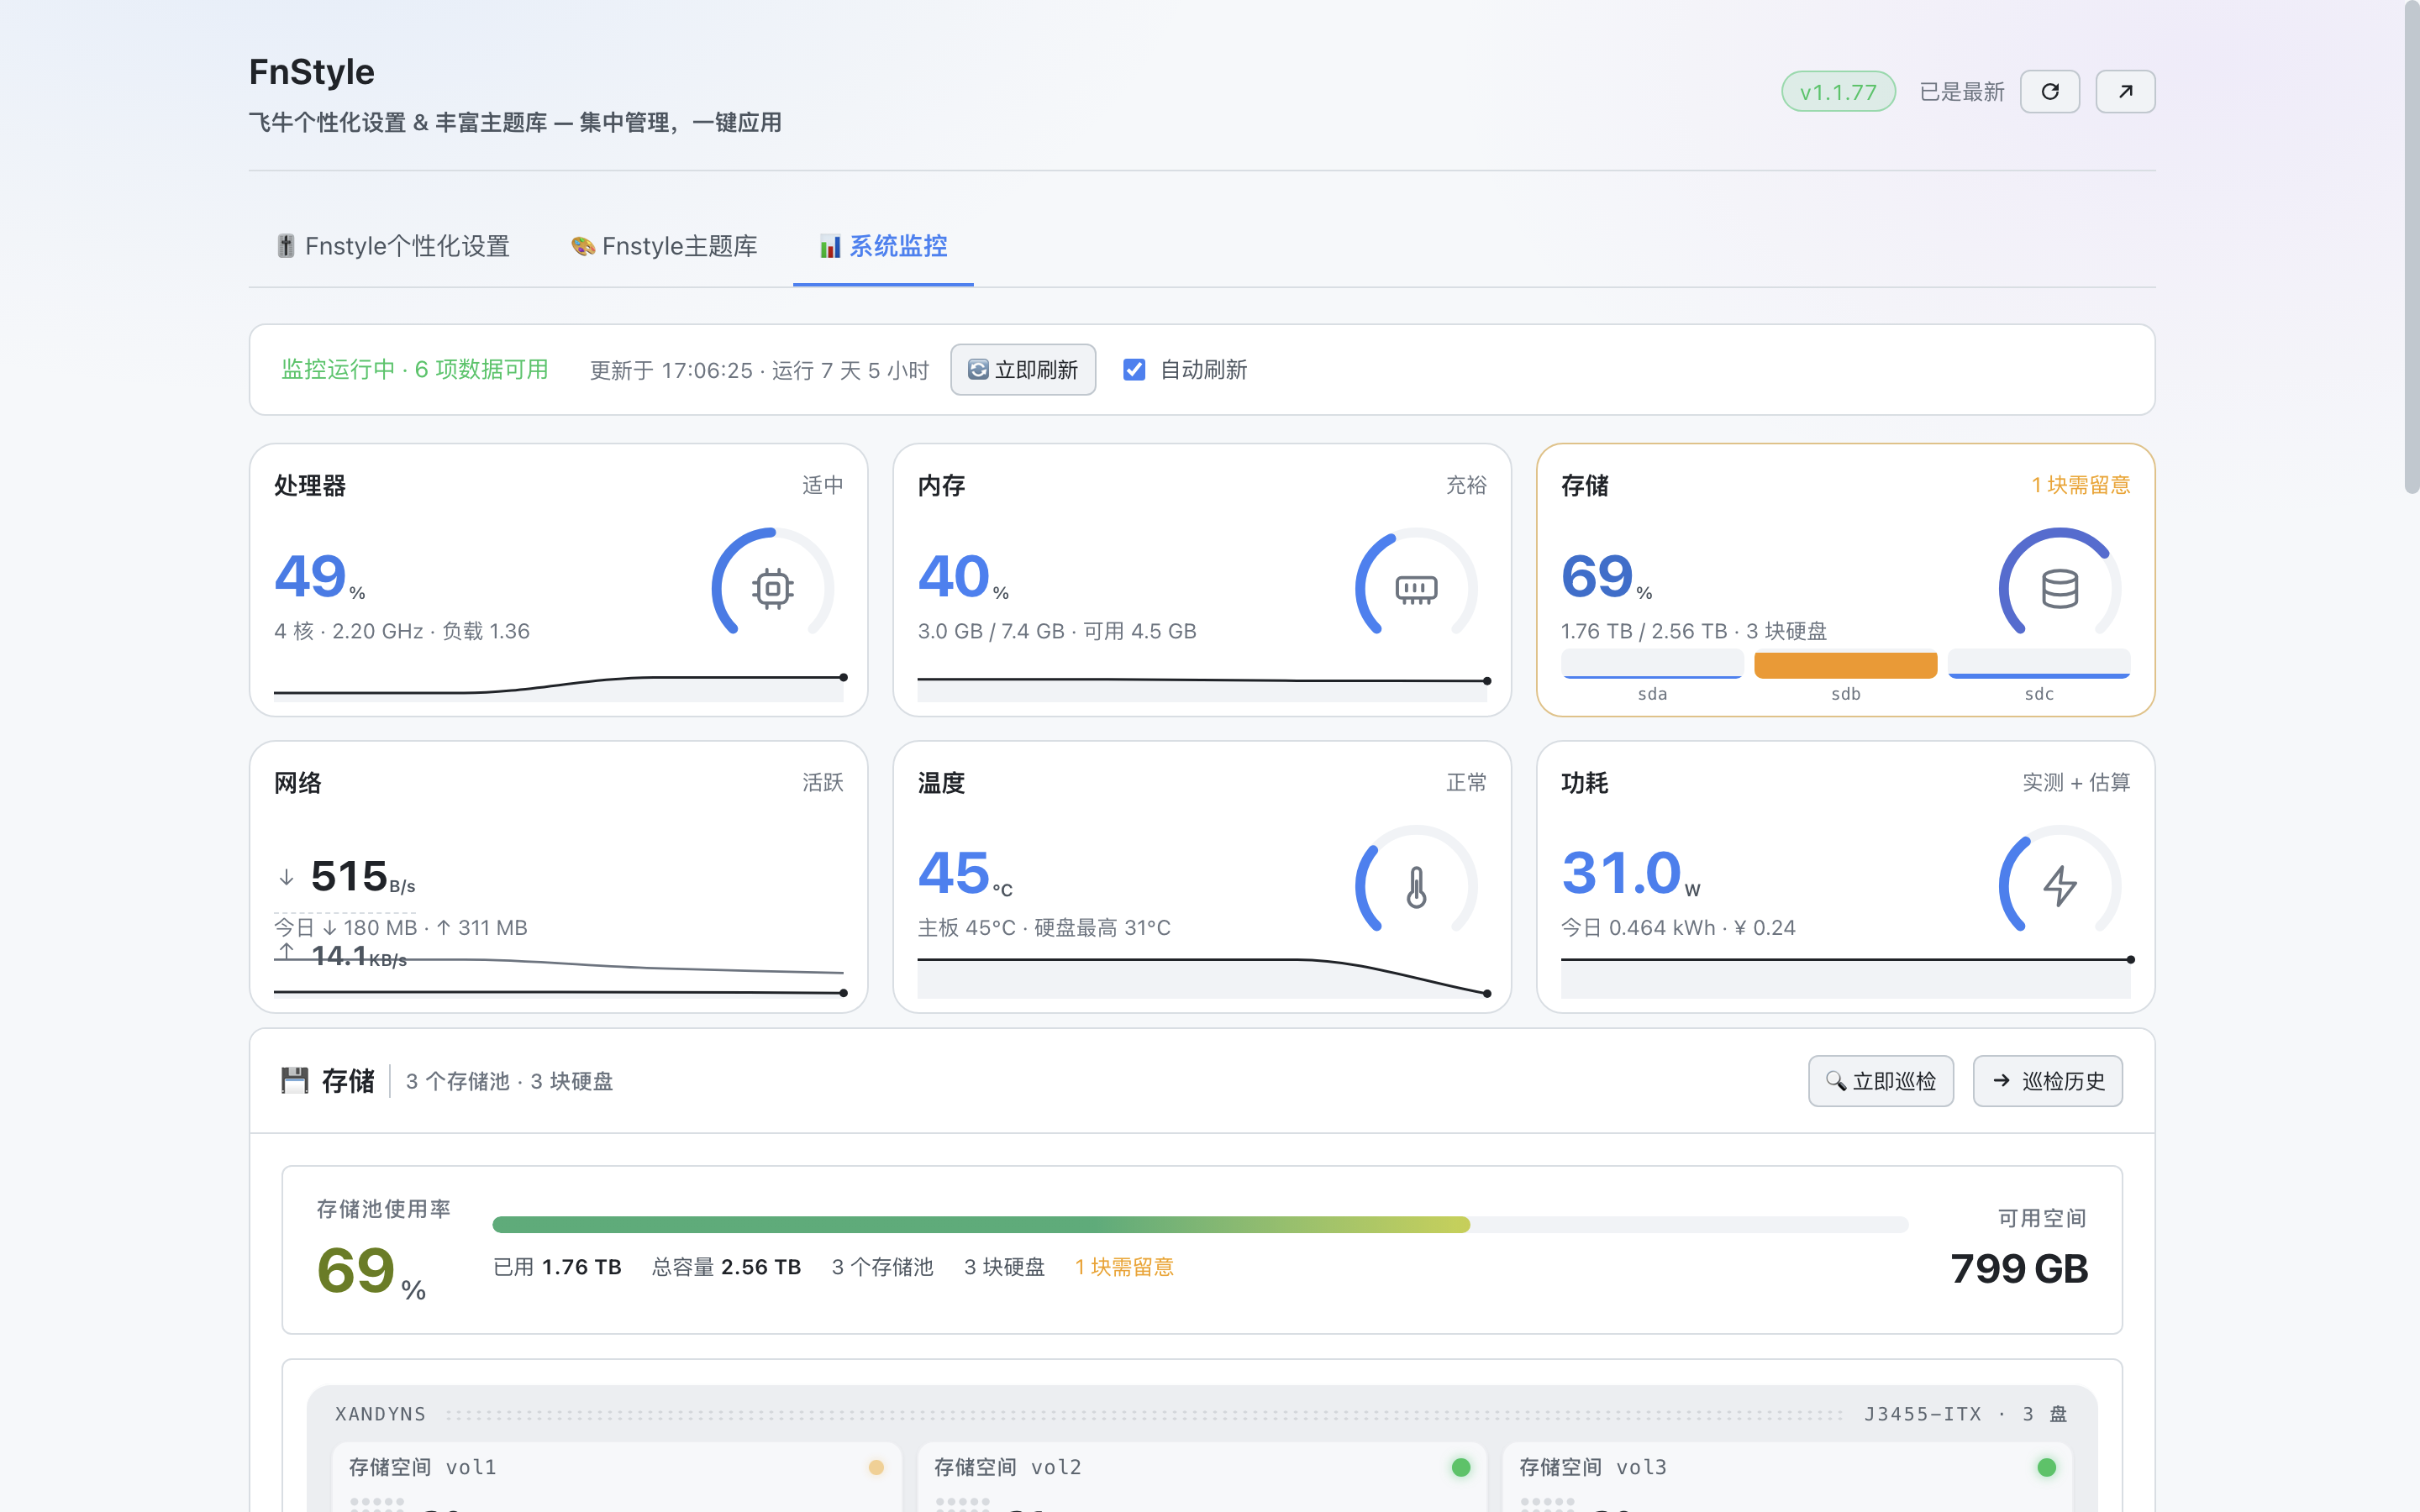 FnStyle
飞牛个性化设置 & 丰富主题库 — 集中管理，一键应用
v1.1.77 已是最新
Fnstyle个性化设置 Fnstyle主题库 系统监控
监控运行中 · 6 项数据可用 更新于 17:06:25 · 运行 7 天 5 小时 立即刷新 自动刷新
处理器 适中
49%
4 核 · 2.20 GHz · 负载 1.36
内存 充裕
40%
3.0 GB / 7.4 GB · 可用 4.5 GB
存储 1 块需留意
69%
1.76 TB / 2.56 TB · 3 块硬盘
sda sdb sdc
网络 活跃
↓ 515B/s
今日 ↓ 180 MB · ↑ 311 MB
↑ 14.1KB/s
温度 正常
45°C
主板 45°C · 硬盘最高 31°C
功耗 实测 + 估算
31.0W
今日 0.464 kWh · ¥ 0.24
存储 3 个存储池 · 3 块硬盘 立即巡检 → 巡检历史
存储池使用率
69%
已用 1.76 TB 总容量 2.56 TB 3 个存储池 3 块硬盘 1 块需留意
可用空间
799 GB
XANDYNS J3455-ITX · 3 盘
存储空间 vol1 存储空间 vol2 存储空间 vol3